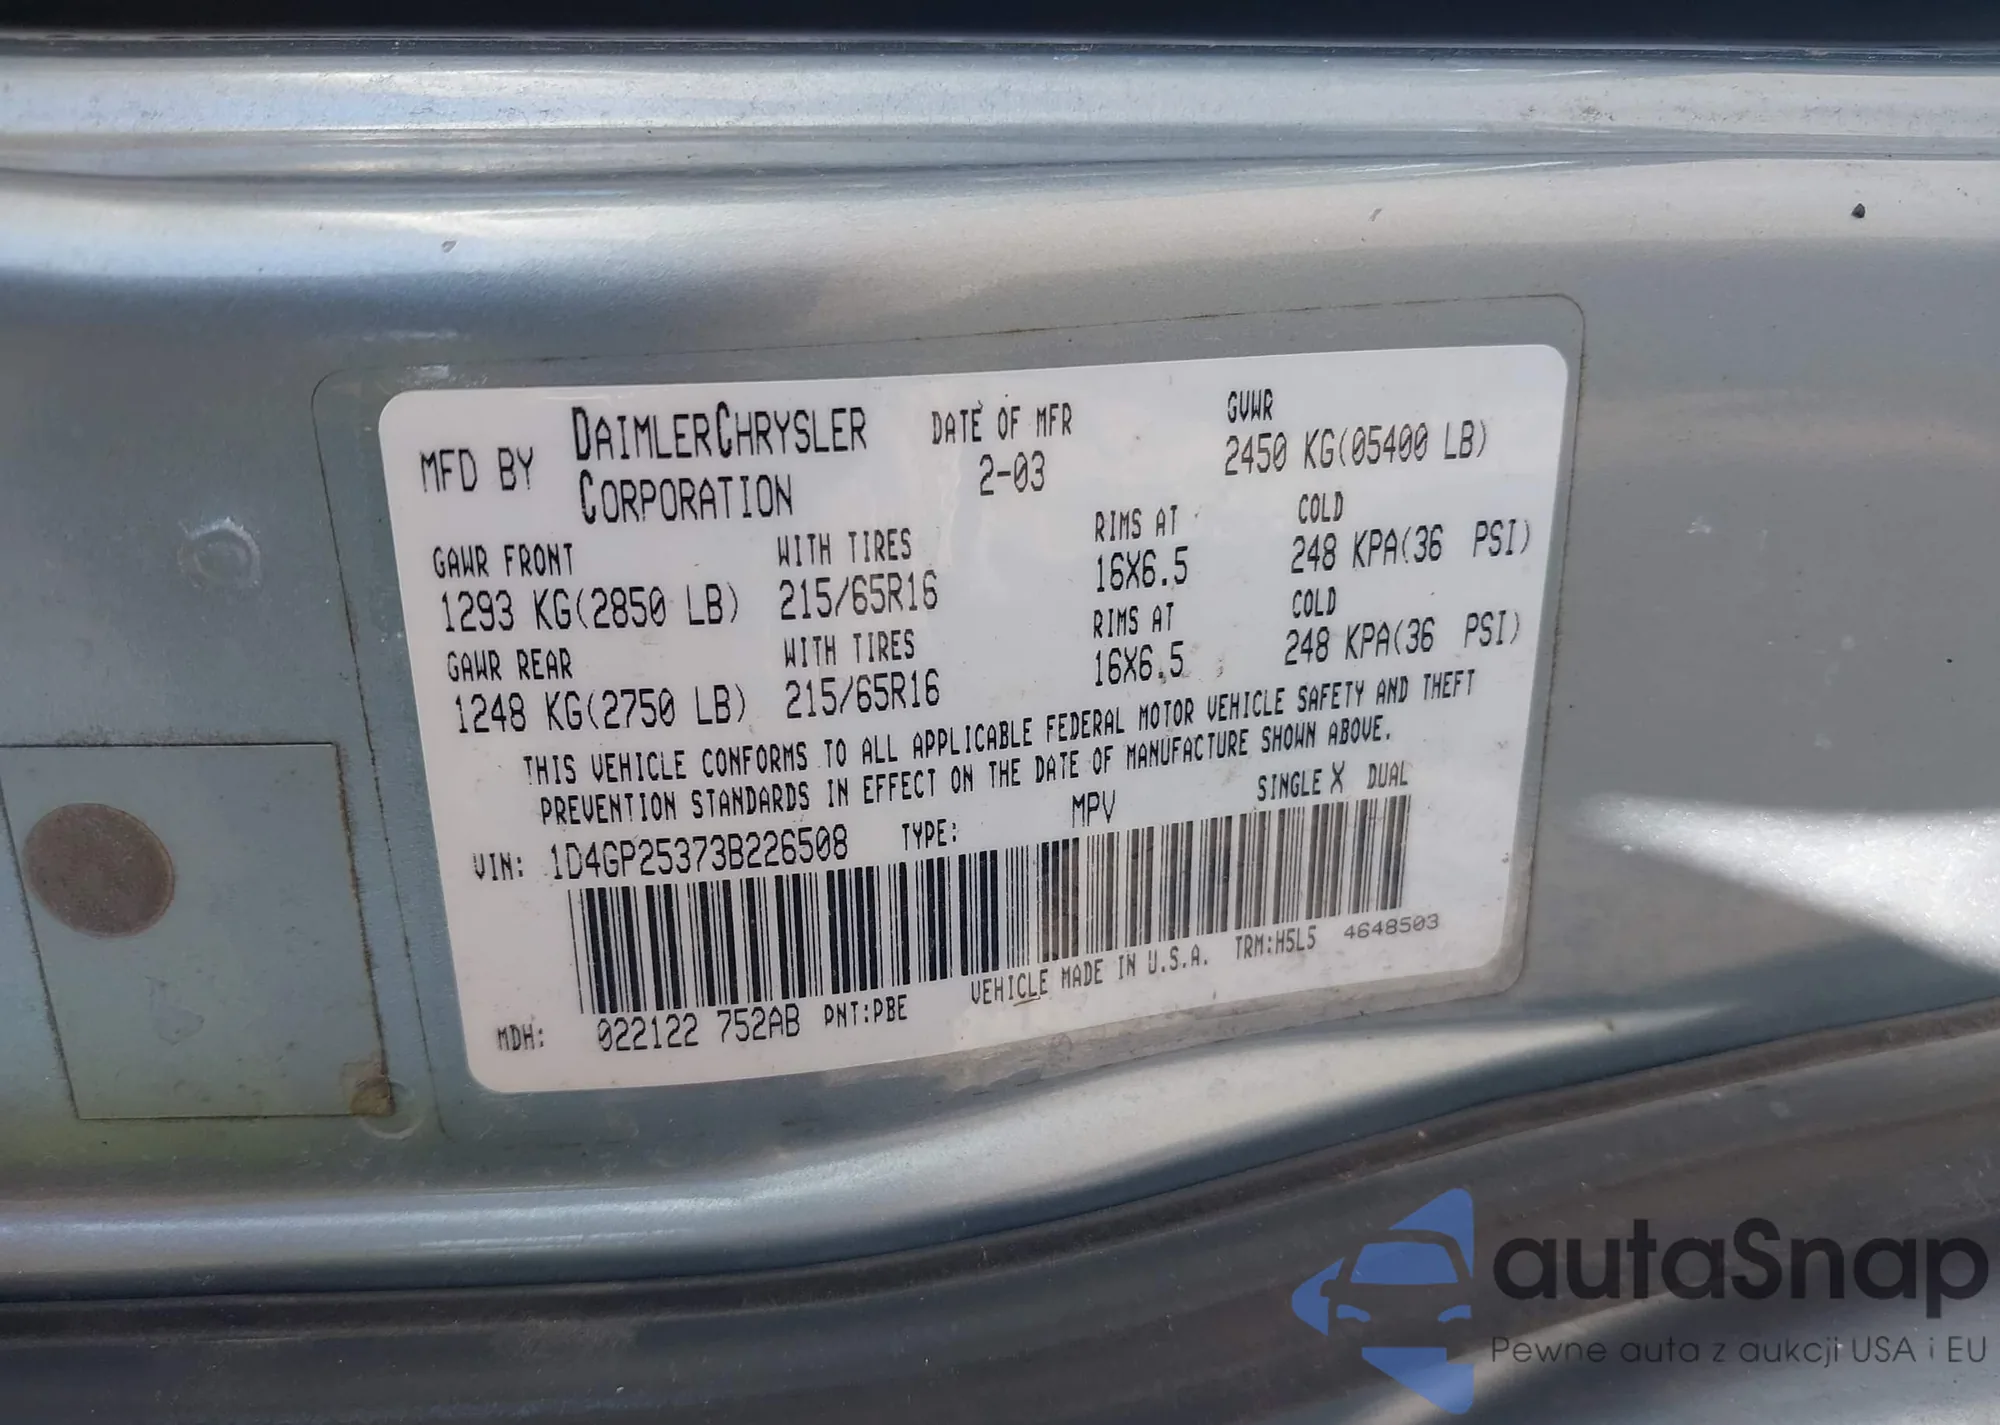 MFD BY DAIMLERCHRYSLER CORPORATION DATE OF MFR 2-03 GVWR 2450 KG(05400 LB)
GAWR FRONT WITH TIRES RIMS AT COLD
1293 KG(2850 LB) 215/65R16 16X6.5 248 KPA(36 PSI)
GAWR REAR WITH TIRES RIMS AT COLD
1248 KG(2750 LB) 215/65R16 16X6.5 248 KPA(36 PSI)
THIS VEHICLE CONFORMS TO ALL APPLICABLE FEDERAL MOTOR VEHICLE SAFETY AND THEFT
PREVENTION STANDARDS IN EFFECT ON THE DATE OF MANUFACTURE SHOWN ABOVE.
VIN: 1D4GP25373B226508 TYPE: MPV SINGLE X DUAL
MDH: 022122 752AB PNT:PBE VEHICLE MADE IN U.S.A. TRM:H5L5 4648503
autaSnap
Pewne auta z aukcji USA i EU